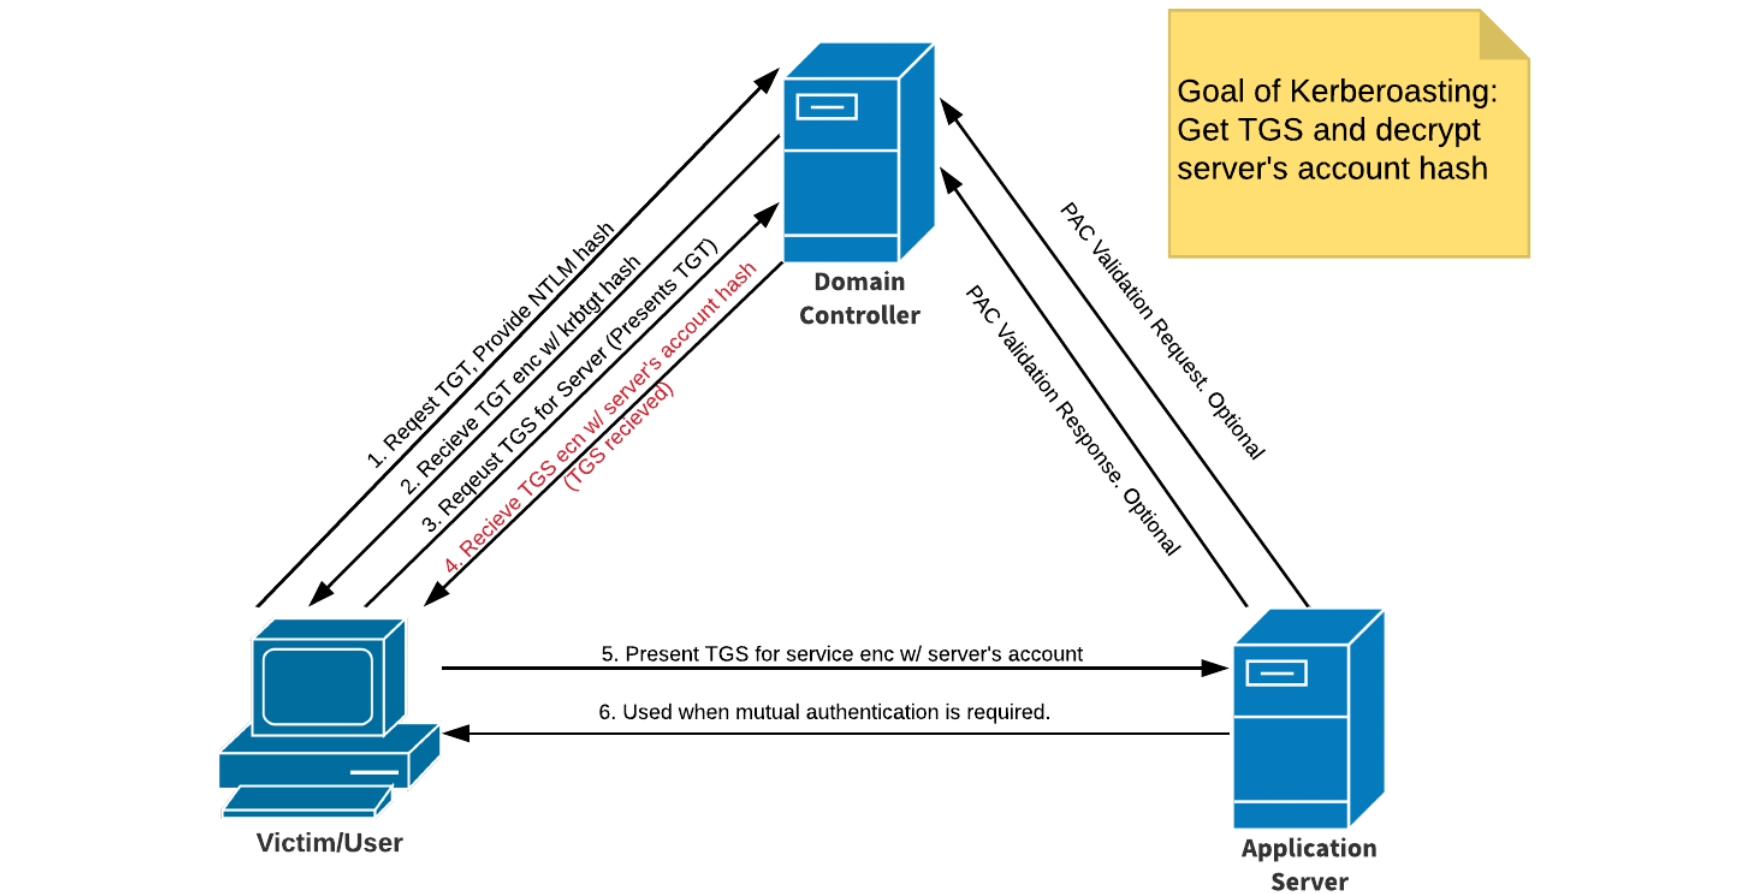 Goal of Kerberoasting:
Get TGS and decrypt
server's account hash
Domain
Controller
1. Reqest TGT, Provide NTLM hash
2. Recieve TGT enc w/ krbtgt hash
3. Reqeust TGS for Server (Presents TGT)
4. Recieve TGS ecn w/ server's account hash
(TGS recieved)
PAC Validation Request. Optional
PAC Validation Response. Optional
5. Present TGS for service enc w/ server's account
6. Used when mutual authentication is required.
Victim/User
Application
Server